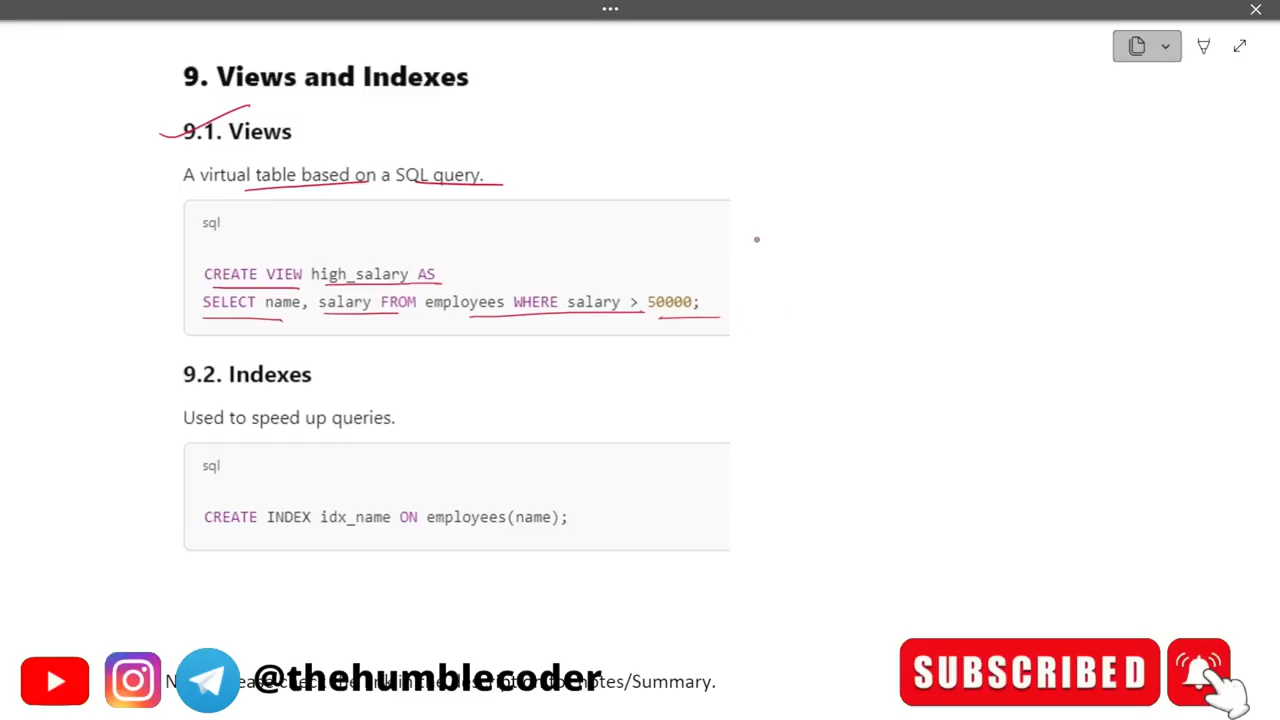 9. Views and Indexes
9.1. Views
A virtual table based on a SQL query.
sql
CREATE VIEW high_salary AS
SELECT name, salary FROM employees WHERE salary > 50000;
9.2. Indexes
Used to speed up queries.
sql
CREATE INDEX idx_name ON employees(name);
@thehumblecoder
notes/Summary.
SUBSCRIBED